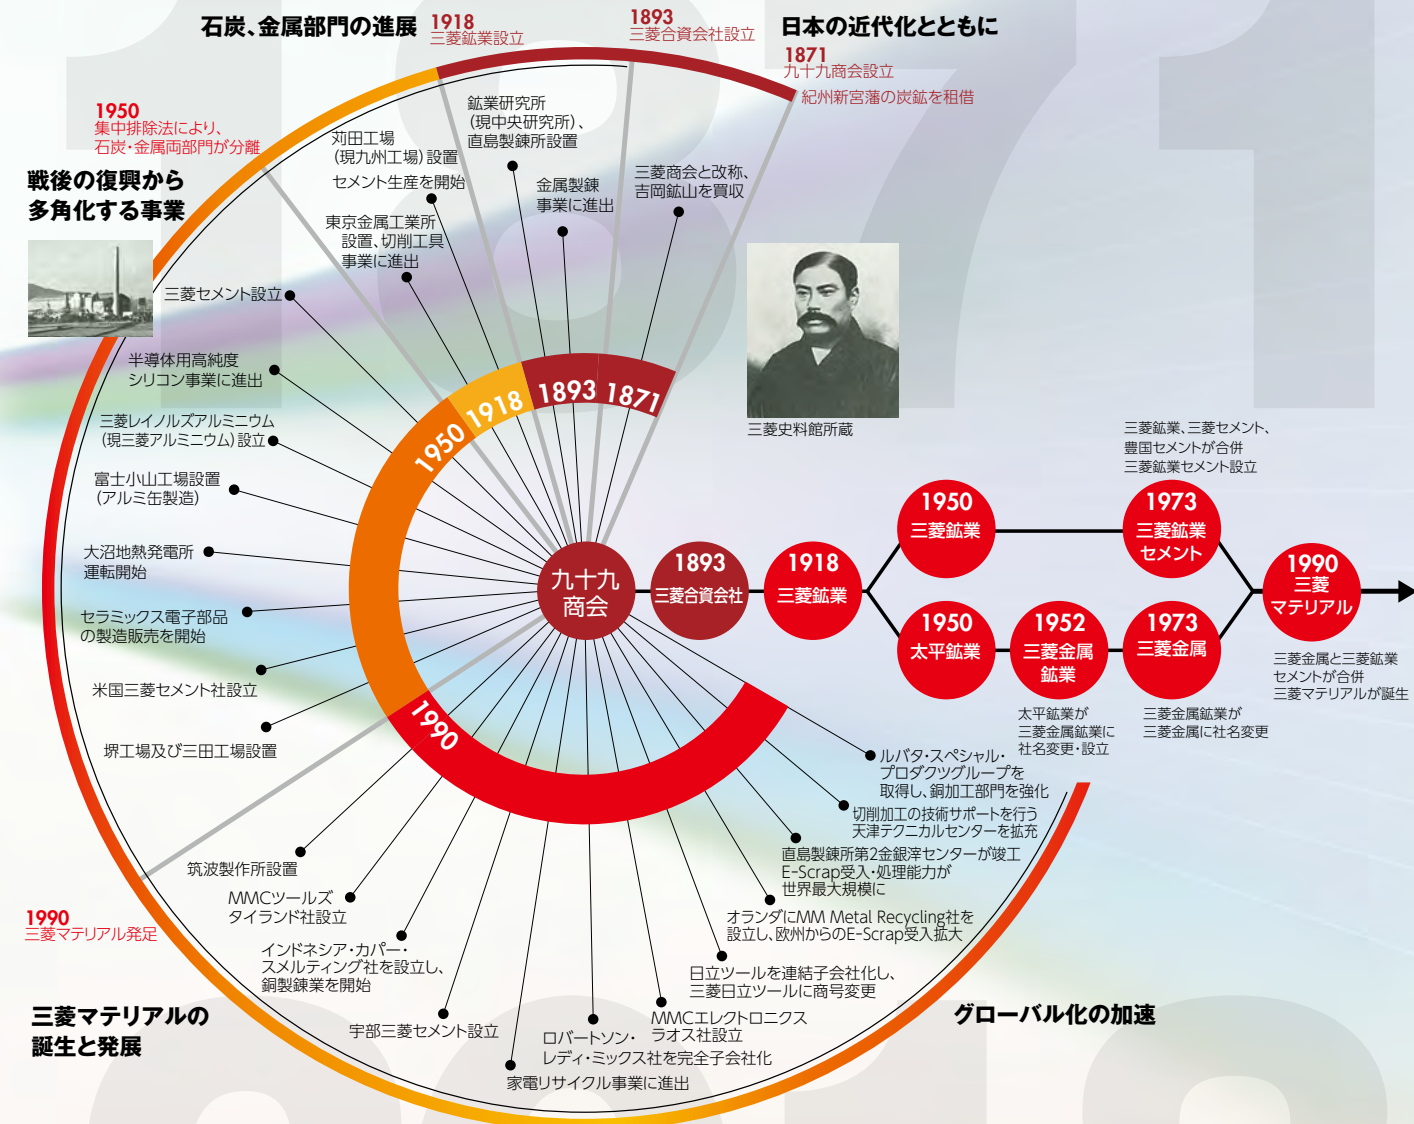 1871
石炭、金属部門の進展
1918
三菱鉱業設立
1893
三菱合資会社設立
日本の近代化とともに
1871
九十九商会設立
紀州新宮藩の炭鉱を租借
1950
集中排除法により、
石炭・金属両部門が分離
戦後の復興から
多角化する事業
苅田工場
（現九州工場）設置
セメント生産を開始
鉱業研究所
（現中央研究所）、
直島製錬所設置
金属製錬
事業に進出
三菱商会と改称、
吉岡鉱山を買収
東京金属工業所
設置、切削工具
事業に進出
三菱セメント設立
半導体用高純度
シリコン事業に進出
三菱レイノルズアルミニウム
（現三菱アルミニウム）設立
富士小山工場設置
（アルミ缶製造）
大沼地熱発電所
運転開始
セラミックス電子部品
の製造販売を開始
米国三菱セメント社設立
堺工場及び三田工場設置
1950
1918
1893
1871
1990
三菱史料館所蔵
九十九
商会
1893
三菱合資会社
1918
三菱鉱業
1950
三菱鉱業
1950
太平鉱業
1952
三菱金属
鉱業
太平鉱業が
三菱金属鉱業に
社名変更・設立
三菱鉱業、三菱セメント、
豊国セメントが合併
三菱鉱業セメント設立
1973
三菱鉱業
セメント
1973
三菱金属
三菱金属鉱業が
三菱金属に社名変更
1990
三菱
マテリアル
三菱金属と三菱鉱業
セメントが合併
三菱マテリアルが誕生
1990
三菱マテリアル発足
三菱マテリアルの
誕生と発展
筑波製作所設置
MMCツールズ
タイランド社設立
インドネシア・カパー・
スメルティング社を設立し、
銅製錬業を開始
宇部三菱セメント設立
家電リサイクル事業に進出
ロバートソン・
レディ・ミックス社を完全子会社化
MMCエレクトロニクス
ラオス社設立
日立ツールを連結子会社化し、
三菱日立ツールに商号変更
オランダにMM Metal Recycling社を
設立し、欧州からのE-Scrap受入拡大
直島製錬所第2金銀滓センターが竣工
E-Scrap受入・処理能力が
世界最大規模に
切削加工の技術サポートを行う
天津テクニカルセンターを拡充
ルバタ・スペシャル・
プロダクツグループを
取得し、銅加工部門を強化
グローバル化の加速